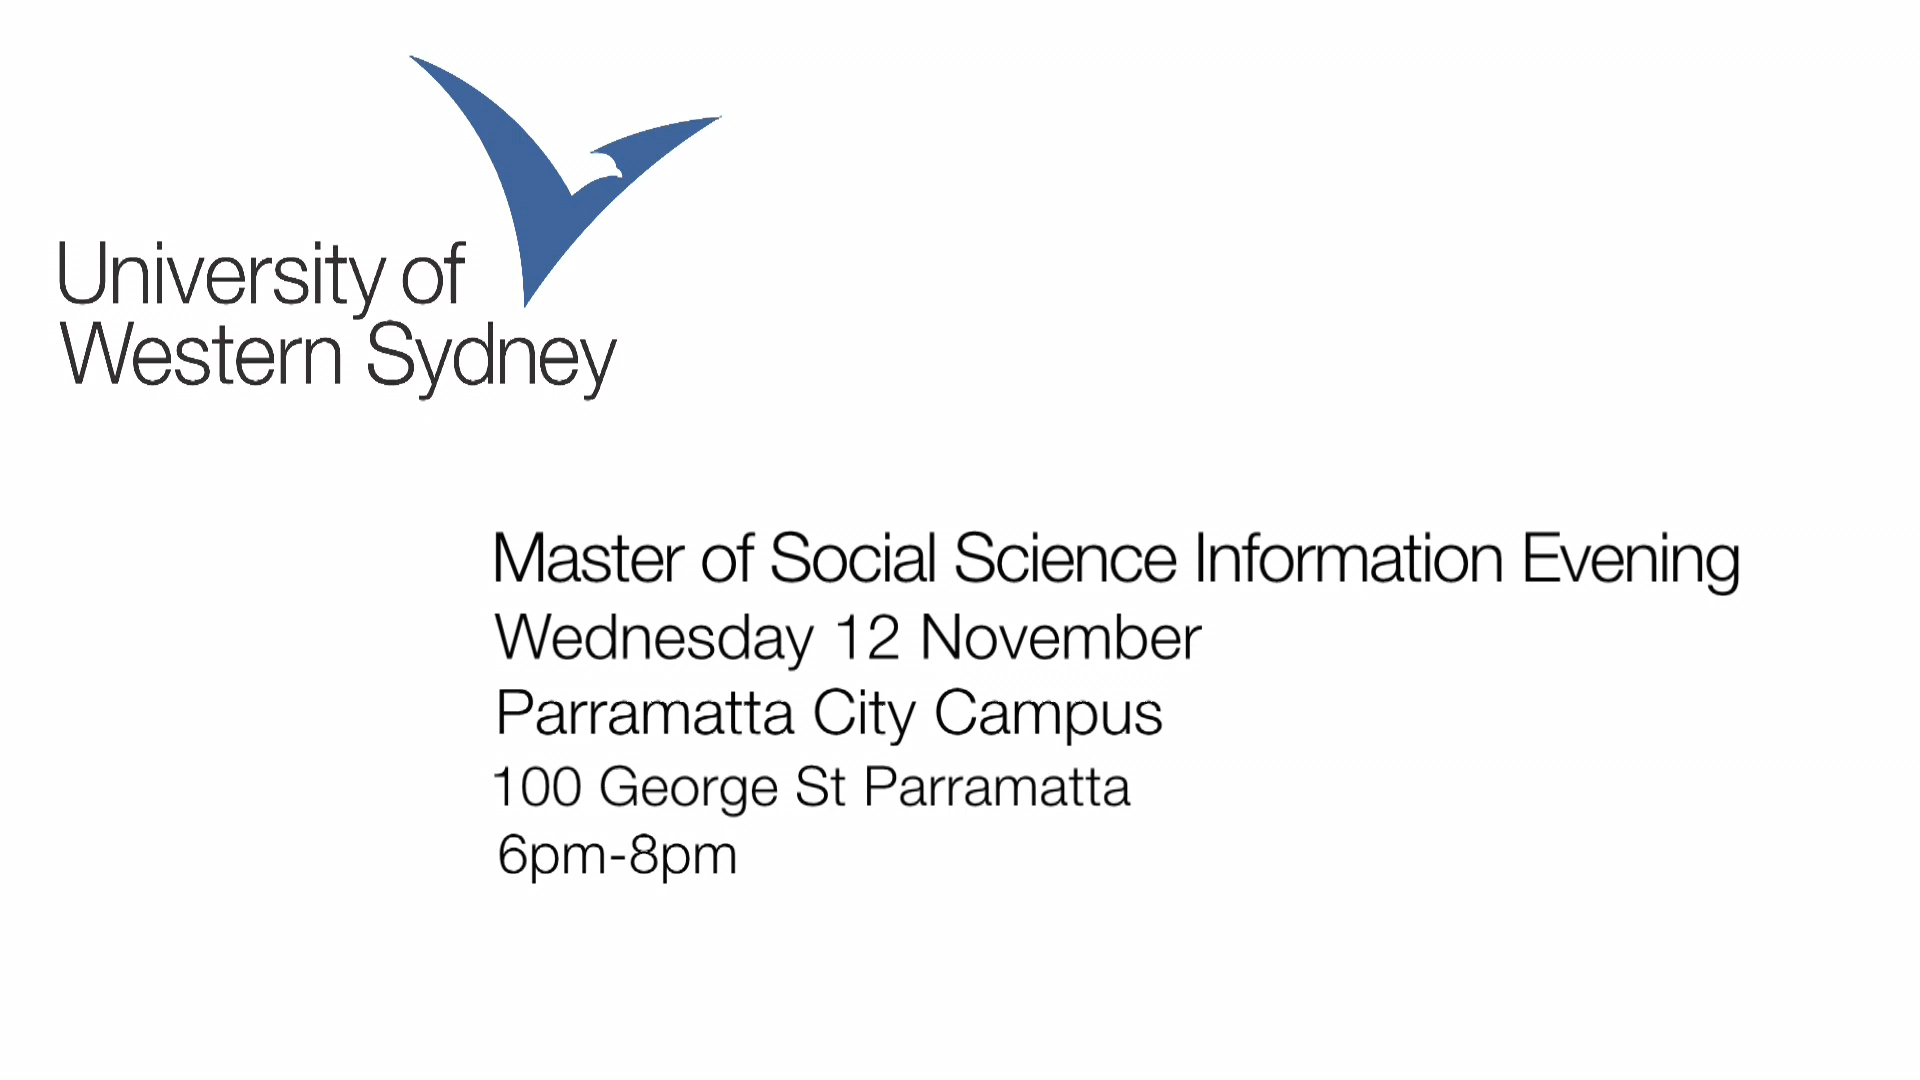 University of
Western Sydney
Master of Social Science Information Evening
Wednesday 12 November
Parramatta City Campus
100 George St Parramatta
6pm-8pm